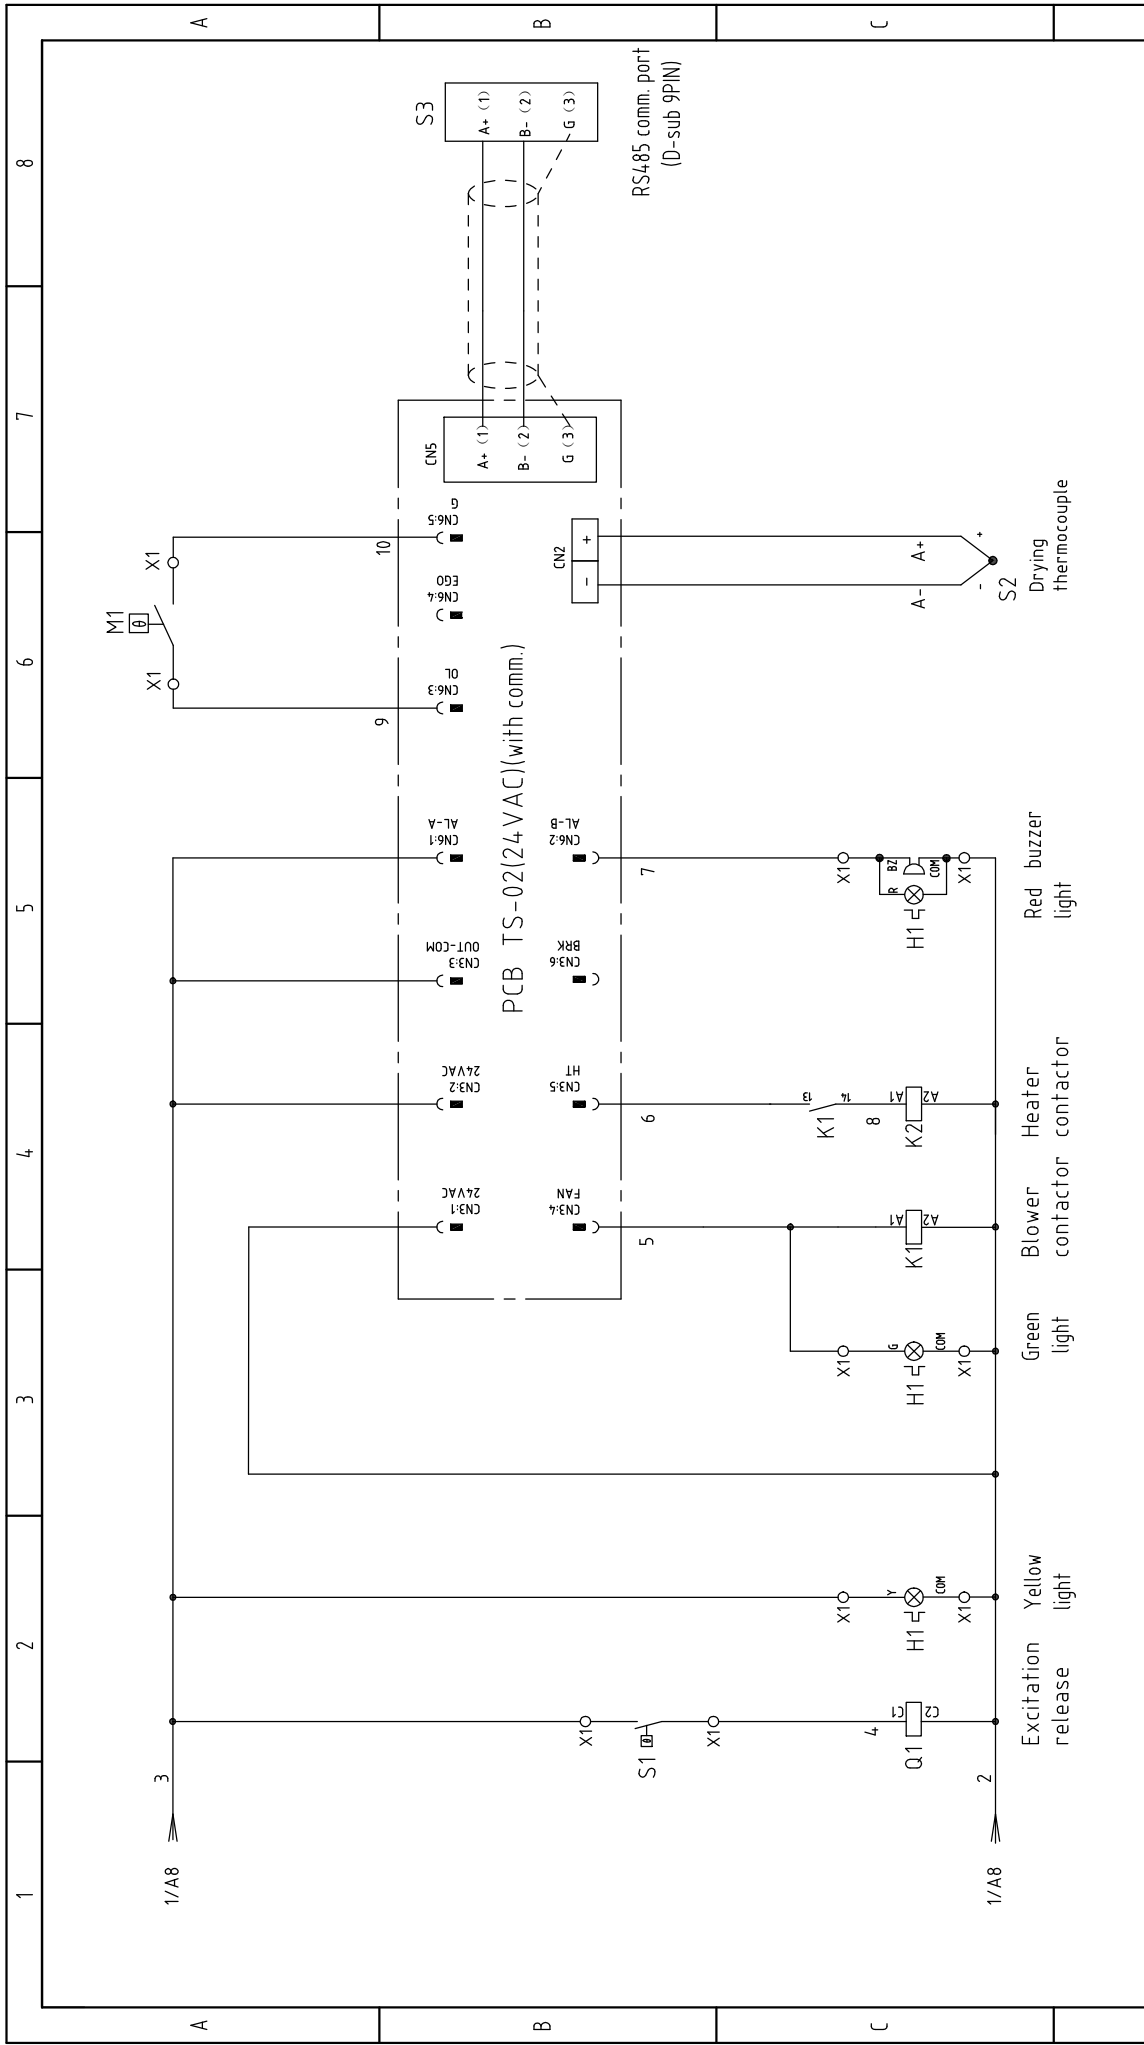 1
2
3
4
5
6
7
8
A
B
C
A
B
C
1/A8
3
1/A8
2
X1
S1
θ
X1
4
Q1
C1
C2
Excitation
release
X1
H1
Y
COM
X1
Yellow
light
X1
H1
G
COM
X1
Green
light
CN3:1
24VAC
CN3:4
FAN
5
K1
A1
A2
Blower
contactor
CN3:2
24VAC
CN3:5
HT
6
K1
13
14
8
K2
A1
A2
Heater
contactor
CN3:3
OUT-COM
CN3:6
BRK
PCB TS-02(24VAC)(with comm.)
CN6:1
AL-A
CN6:2
AL-B
7
X1
H1
R
BZ
COM
X1
Red buzzer
light
M1
θ
X1
X1
9
10
CN6:3
OL
CN6:4
EGO
CN6:5
G
CN2
-
+
A-
A+
-
+
S2
Drying
thermocouple
CN5
A+ (1)
B- (2)
G (3)
S3
A+ (1)
B- (2)
G (3)
RS485 comm. port
(D-sub 9PIN)